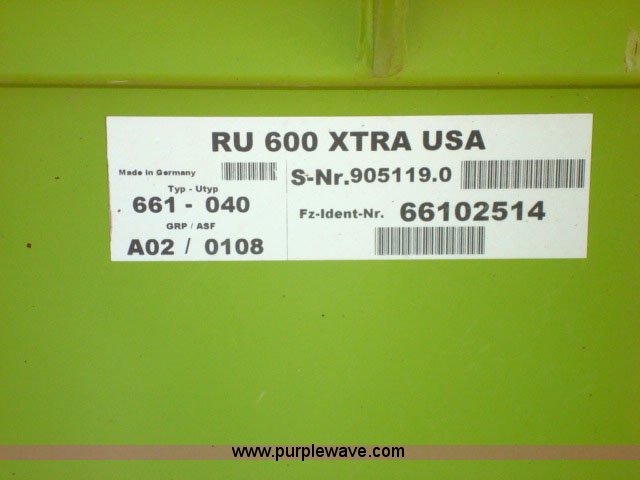 RU 600 XTRA USA
Made in Germany
Typ - Utyp
661 - 040
GRP / ASF
A02 / 0108
S-Nr.905119.0
Fz-Ident-Nr. 66102514
www.purplewave.com